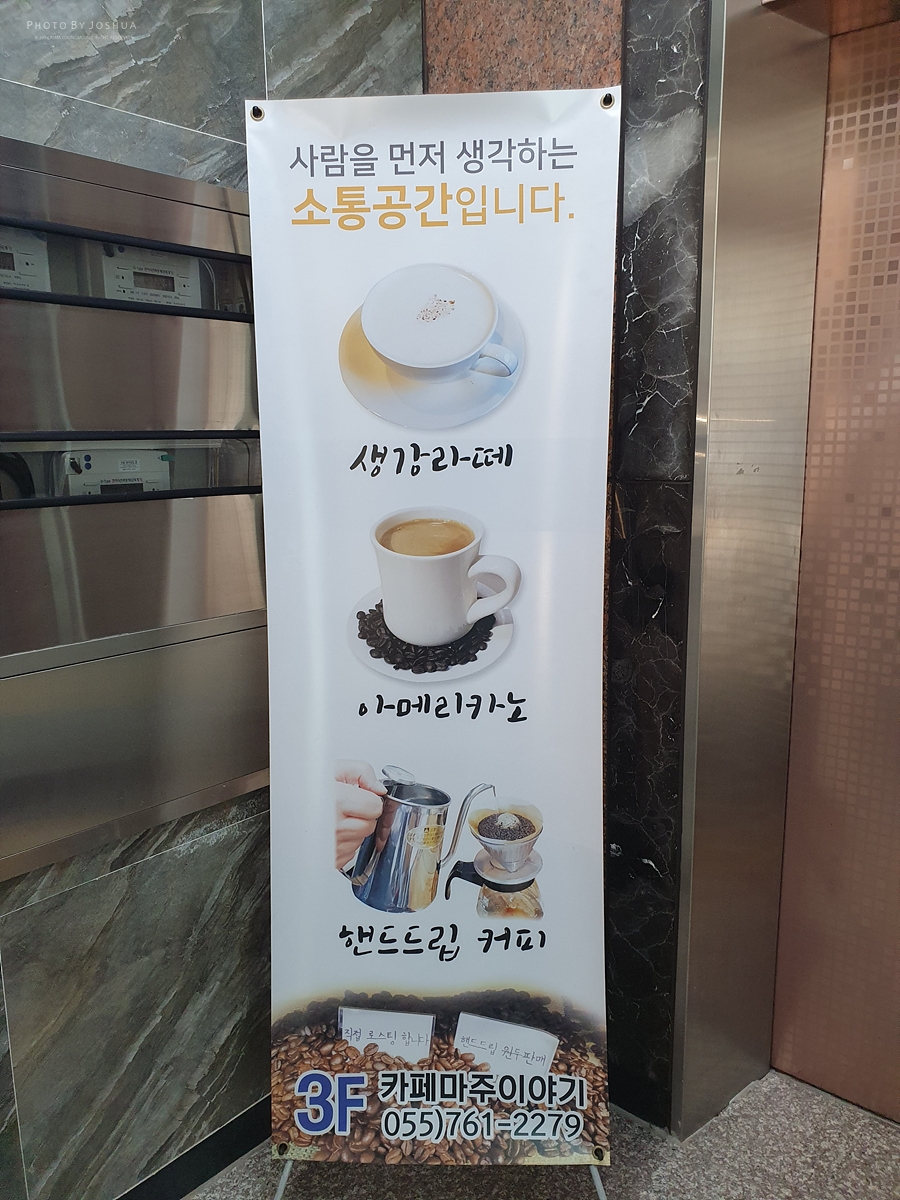 PHOTO BY JOSHUA
사람을 먼저 생각하는
소통공간입니다.
생강라떼
아메리카노
핸드드립 커피
직접 로스팅 합니다
핸드드립 원두판매
3F 카페마주이야기
055)761-2279